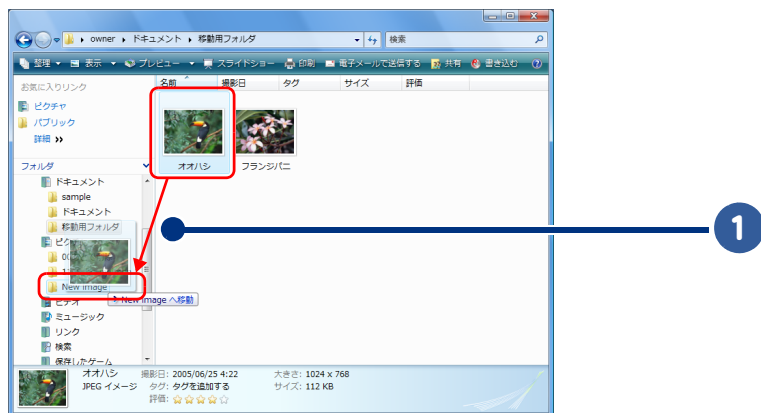 owner ▸ ドキュメント ▸ 移動用フォルダ
検索
整理 表示 プレビュー スライドショー 印刷 電子メールで送信する 共有 書き込む
お気に入りリンク
ピクチャ
パブリック
詳細 >>
フォルダ
名前 撮影日 タグ サイズ 評価
オオハシ フランジパニ
ドキュメント
sample
ドキュメント
移動用フォルダ
New Image
New Image へ移動
ビデオ
ミュージック
リンク
検索
保存したゲーム
オオハシ 撮影日: 2005/06/25 4:22 大きさ: 1024 x 768
JPEG イメージ タグ: タグを追加する サイズ: 112 KB
評価: ☆☆☆☆☆
1